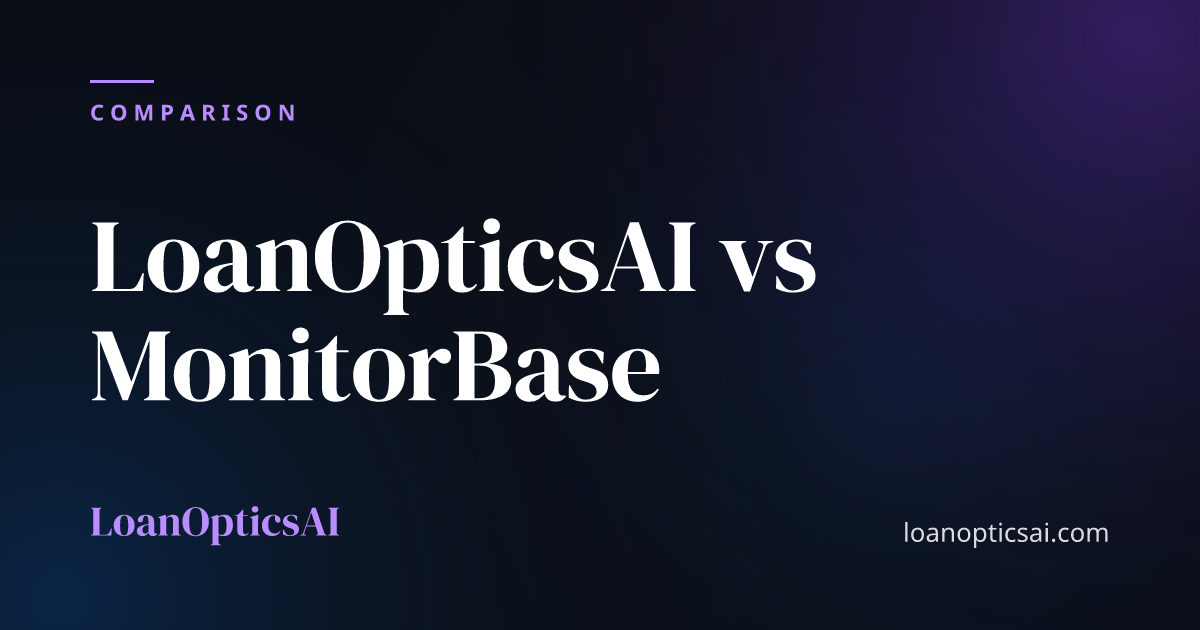 COMPARISON
LoanOpticsAI vs
MonitorBase
LoanOpticsAI
loanopticsai.com